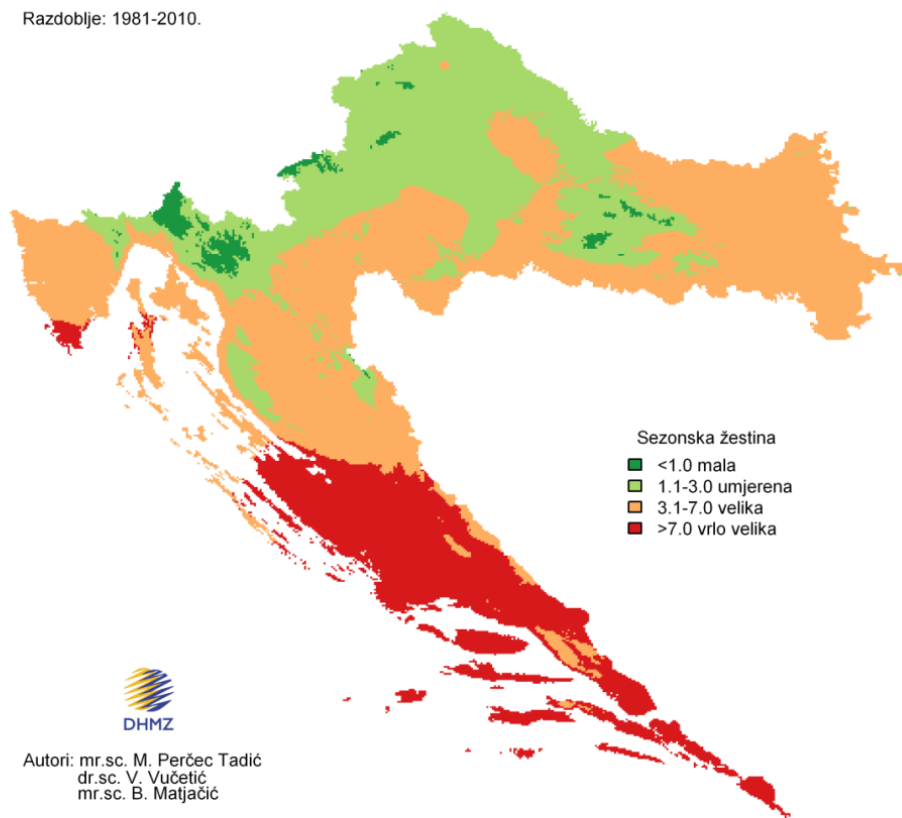 Razdoblje: 1981-2010.
Sezonska žestina
<1.0 mala
1.1-3.0 umjerena
3.1-7.0 velika
>7.0 vrlo velika
DHMZ
Autori: mr.sc. M. Perčec Tadić
dr.sc. V. Vučetić
mr.sc. B. Matjačić